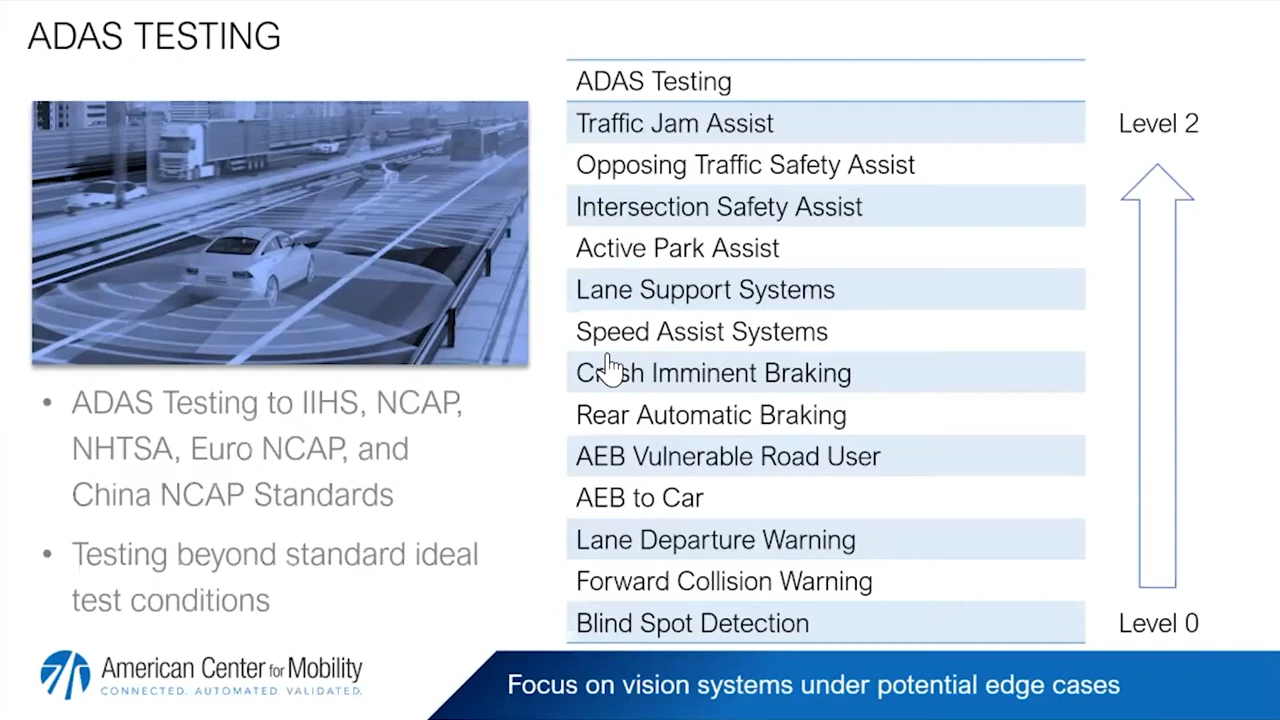 ADAS TESTING
• ADAS Testing to IIHS, NCAP,
NHTSA, Euro NCAP, and
China NCAP Standards
• Testing beyond standard ideal
test conditions
ADAS Testing
Traffic Jam Assist
Opposing Traffic Safety Assist
Intersection Safety Assist
Active Park Assist
Lane Support Systems
Speed Assist Systems
Crash Imminent Braking
Rear Automatic Braking
AEB Vulnerable Road User
AEB to Car
Lane Departure Warning
Forward Collision Warning
Blind Spot Detection
Level 2
Level 0
American Center for Mobility
CONNECTED. AUTOMATED. VALIDATED.
Focus on vision systems under potential edge cases